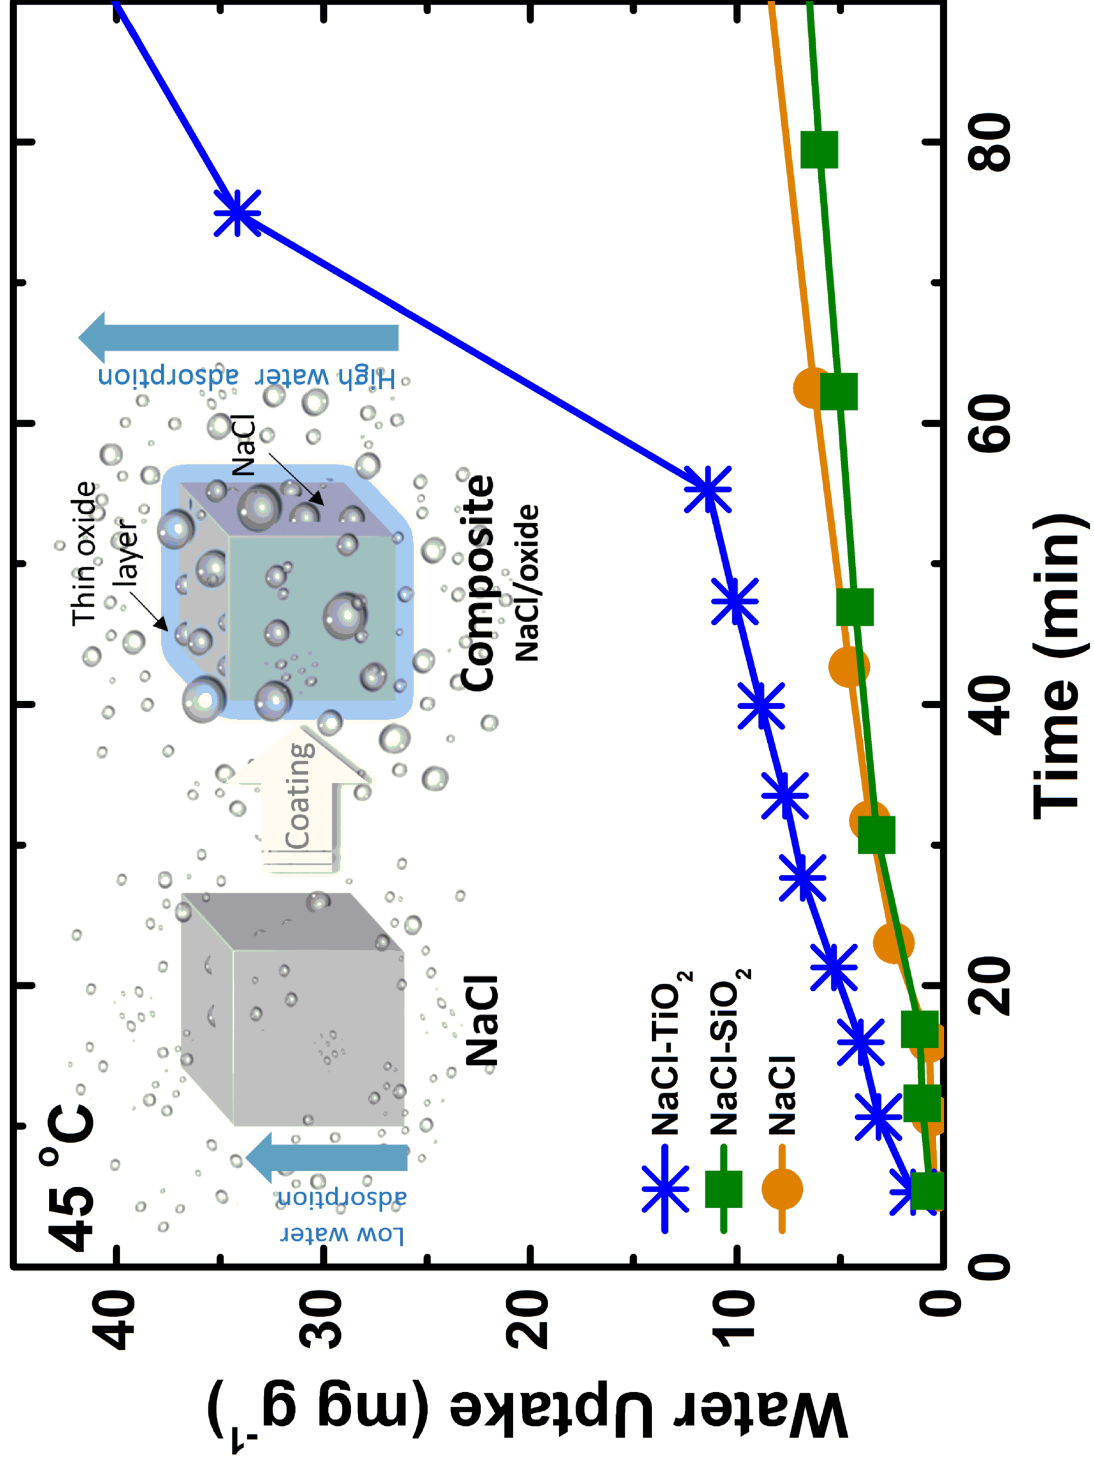 45 °C
Thin oxide
layer
NaCl
High water adsorption
Low water
adsorption
Coating
NaCl
Composite
NaCl/oxide
NaCl-TiO₂
NaCl-SiO₂
NaCl
Water Uptake (mg g⁻¹)
40
30
20
10
0
0
20
40
60
80
Time (min)